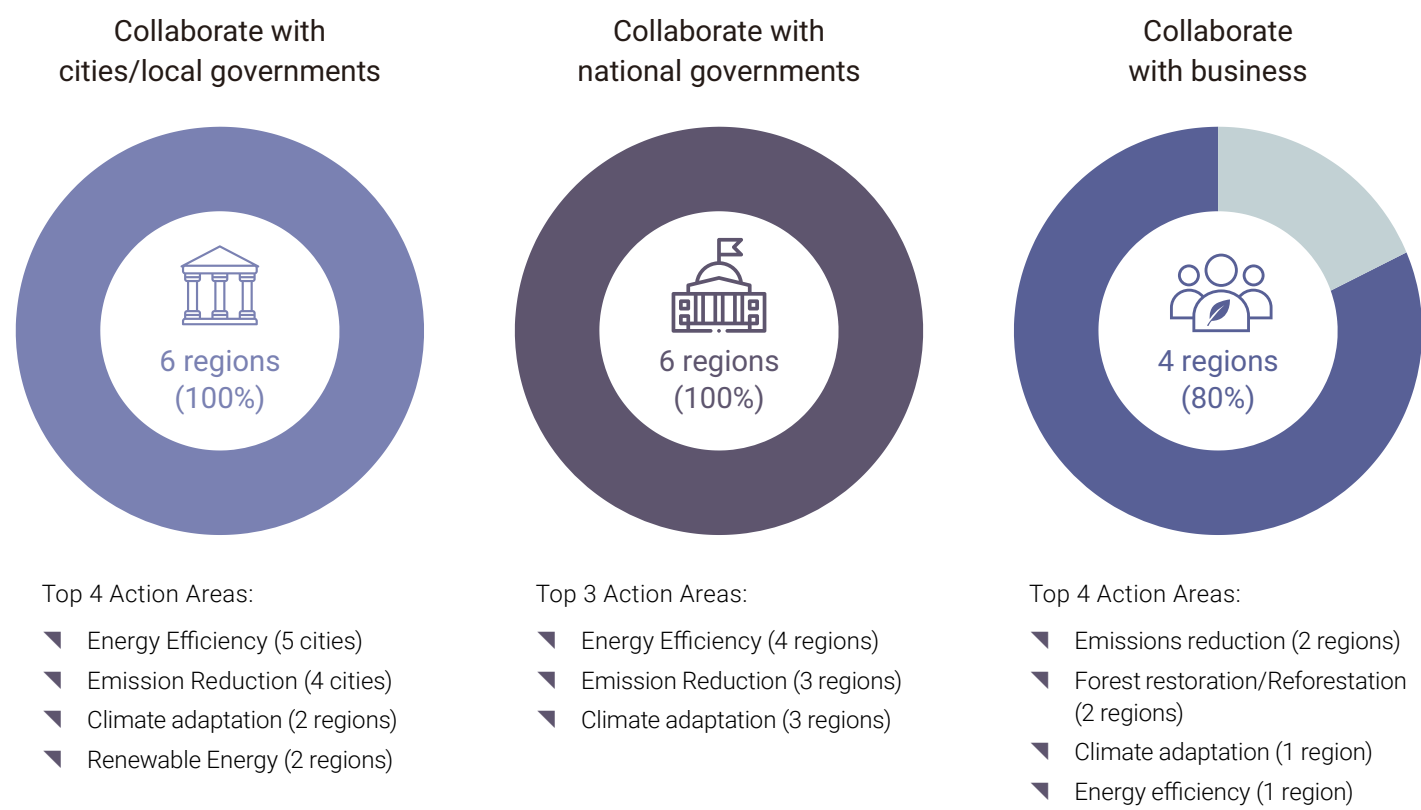 Collaborate with
cities/local governments
6 regions
(100%)
Top 4 Action Areas:
Energy Efficiency (5 cities)
Emission Reduction (4 cities)
Climate adaptation (2 regions)
Renewable Energy (2 regions)
Collaborate with
national governments
6 regions
(100%)
Top 3 Action Areas:
Energy Efficiency (4 regions)
Emission Reduction (3 regions)
Climate adaptation (3 regions)
Collaborate
with business
4 regions
(80%)
Top 4 Action Areas:
Emissions reduction (2 regions)
Forest restoration/Reforestation
(2 regions)
Climate adaptation (1 region)
Energy efficiency (1 region)